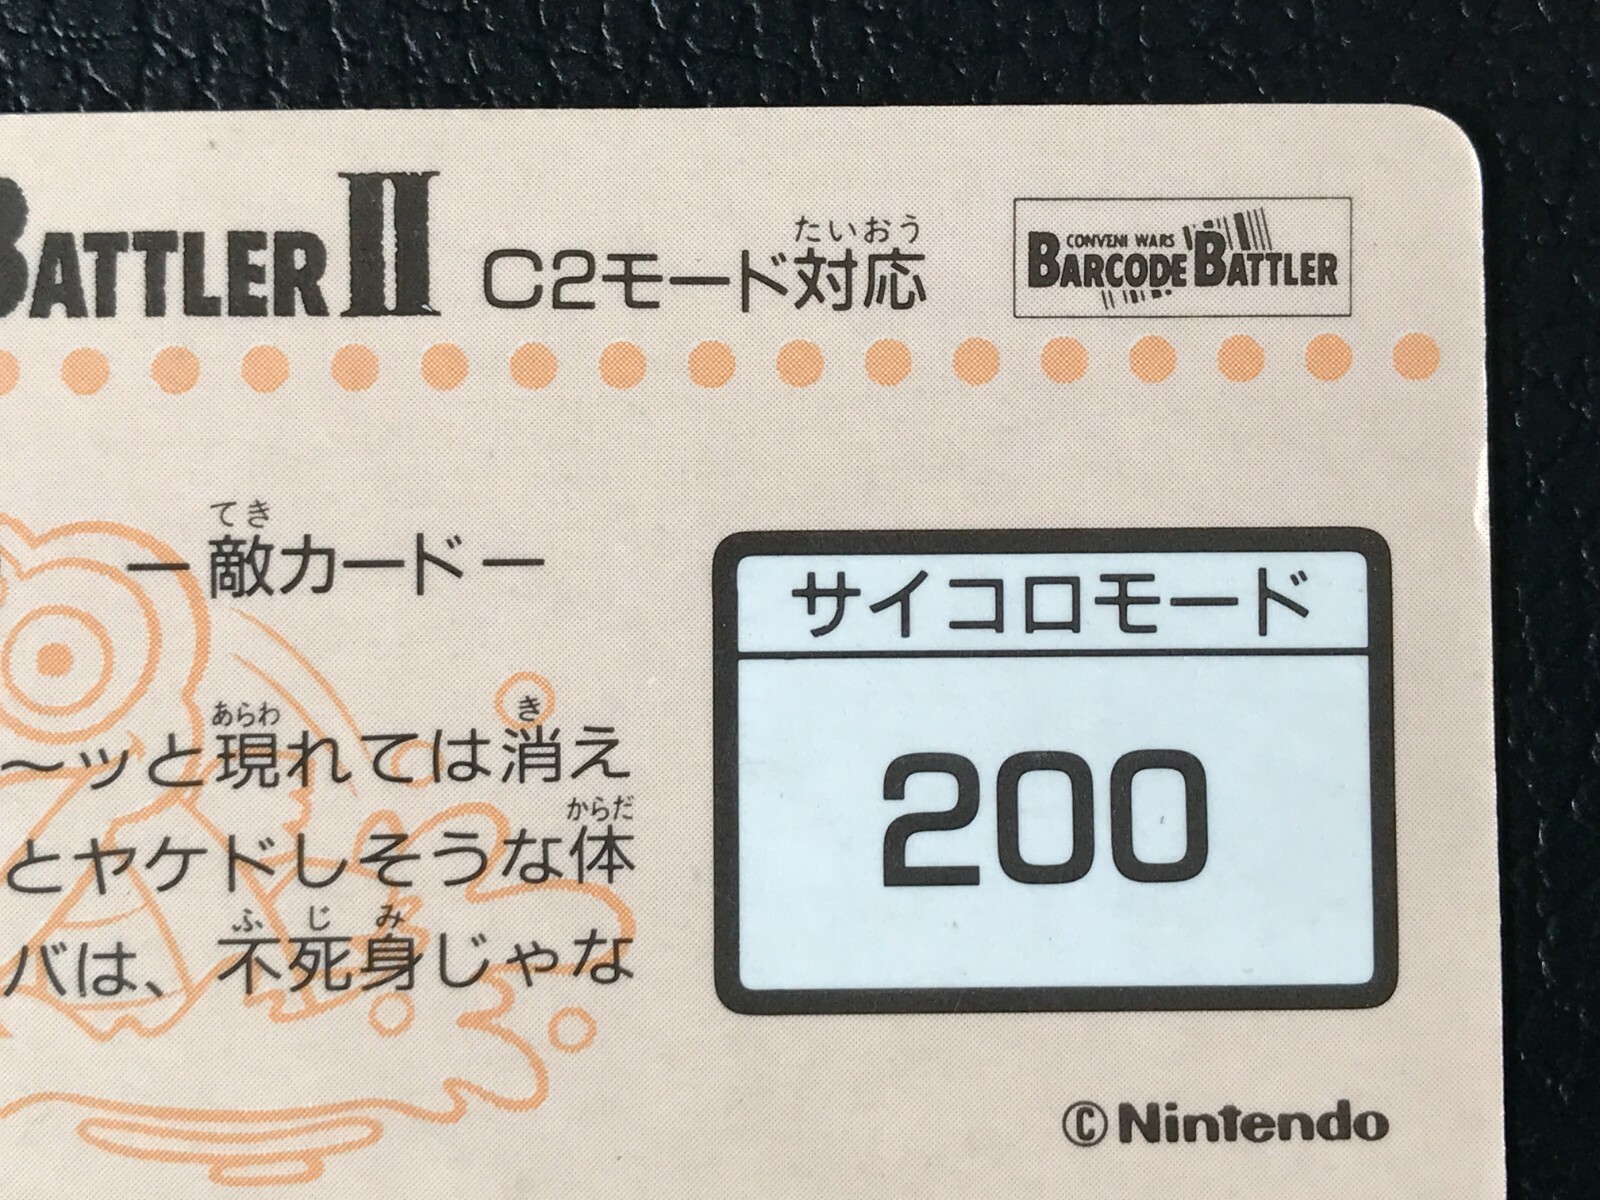 BATTLER II C2モード対応
たいおう
CONVENI WARS
BARCODE BATTLER
てき
ー敵カードー
サイコロモード
200
あらわ き
〜ッと現れては消え
からだ
とヤケドしそうな体
ふじみ
バは、不死身じゃな
©Nintendo